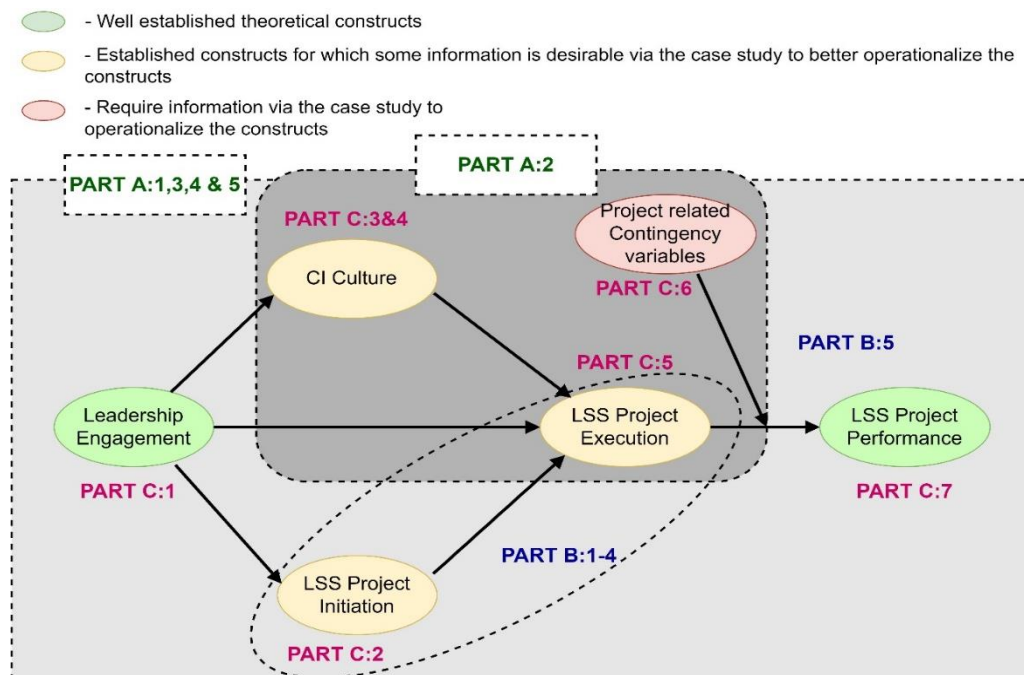 - Well established theoretical constructs
- Established constructs for which some information is desirable via the case study to better operationalize the
constructs
- Require information via the case study to
operationalize the constructs
PART A:2
PART A:1,3,4 & 5
PART C:3&4
Project related
Contingency
variables
CI Culture
PART C:6
PART B:5
PART C:5
Leadership
Engagement
LSS Project
Execution
LSS Project
Performance
PART C:1
PART C:7
PART B:1-4
LSS Project
Initiation
PART C:2